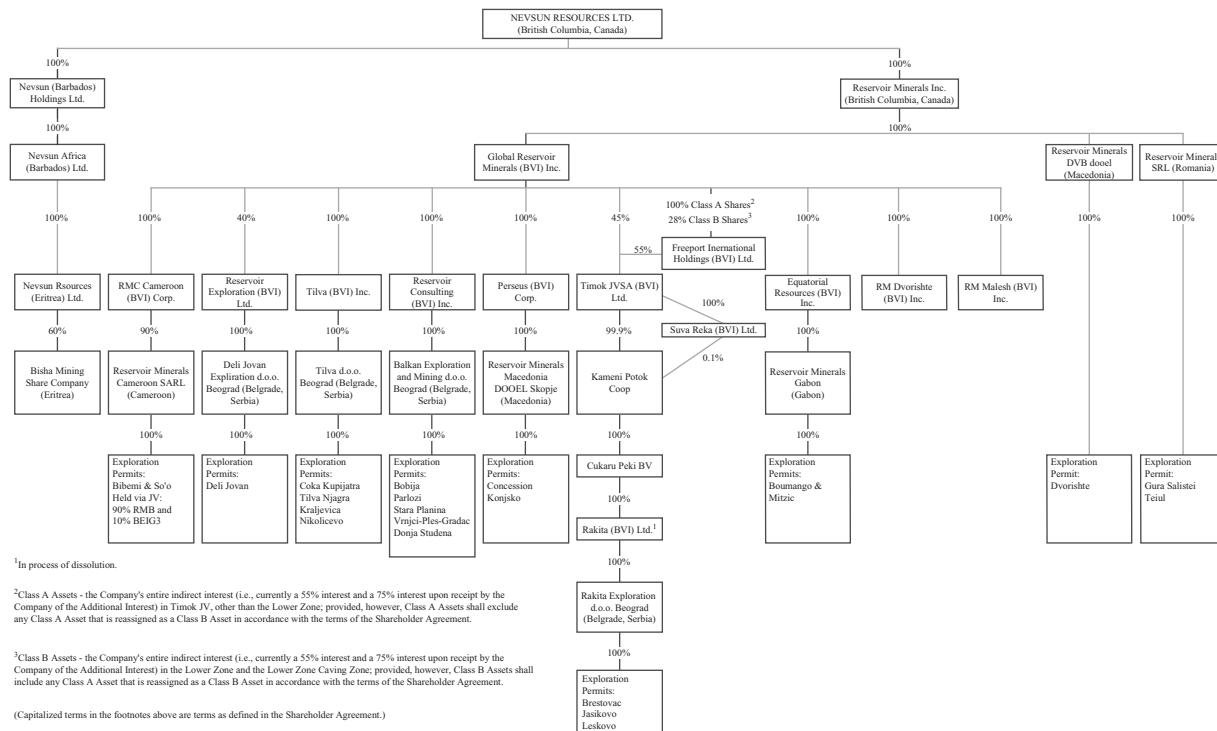 NEVSUN RESOURCES LTD.
(British Columbia, Canada)
100%
100%
Nevsun (Barbados)
Holdings Ltd.
Reservoir Minerals Inc.
(British Columbia, Canada)
100%
100%
Nevsun Africa
(Barbados) Ltd.
Global Reservoir
Minerals (BVI) Inc.
Reservoir Minerals
DVB dooel
(Macedonia)
Reservoir Minerals
SRL (Romania)
100%
100%
40%
100%
100%
100%
45%
100% Class A Shares2
28% Class B Shares3
100%
100%
100%
100%
100%
55%
Freeport Inernational
Holdings (BVI) Ltd.
Nevsun Rsources
(Eritrea) Ltd.
RMC Cameroon
(BVI) Corp.
Reservoir
Exploration (BVI)
Ltd.
Tilva (BVI) Inc.
Reservoir
Consulting
(BVI) Inc.
Perseus (BVI)
Corp.
Timok JVSA (BVI)
Ltd.
Equatorial
Resources (BVI)
Inc.
RM Dvorishte
(BVI) Inc.
RM Malesh (BVI)
Inc.
100%
Suva Reka (BVI) Ltd.
0.1%
60%
90%
100%
100%
100%
100%
99.9%
100%
Bisha Mining
Share Company
(Eritrea)
Reservoir Minerals
Cameroon SARL
(Cameroon)
Deli Jovan
Expliration d.o.o.
Beograd (Belgrade,
Serbia)
Tilva d.o.o.
Beograd (Belgrade,
Serbia)
Balkan Exploration
and Mining d.o.o.
Beograd (Belgrade,
Serbia)
Reservoir Minerals
Macedonia
DOOEL Skopje
(Macedonia)
Kameni Potok
Coop
Reservoir Minerals
Gabon
(Gabon)
100%
100%
100%
100%
100%
100%
100%
Exploration
Permits:
Bibemi & So'o
Held via JV:
90% RMB and
10% BEIG3
Exploration
Permits:
Deli Jovan
Exploration
Permits:
Coka Kupijatra
Tilva Njagra
Kraljevica
Nikolicevo
Exploration
Permits:
Bobija
Parlozi
Stara Planina
Vrnjci-Ples-Gradac
Donja Studena
Exploration
Permits:
Concession
Konjsko
Cukaru Peki BV
100%
Rakita (BVI) Ltd.1
100%
Rakita Exploration
d.o.o. Beograd
(Belgrade, Serbia)
100%
Exploration
Permits:
Brestovac
Jasikovo
Leskovo
Exploration
Permits:
Boumango &
Mitzic
Exploration
Permit:
Dvorishte
Exploration
Permit:
Gura Salistei
Teiul
1In process of dissolution.
2Class A Assets - the Company's entire indirect interest (i.e., currently a 55% interest and a 75% interest upon receipt by the
Company of the Additional Interest) in Timok JV, other than the Lower Zone; provided, however, Class A Assets shall exclude
any Class A Asset that is reassigned as a Class B Asset in accordance with the terms of the Shareholder Agreement.
3Class B Assets - the Company's entire indirect interest (i.e., currently a 55% interest and a 75% interest upon receipt by the
Company of the Additional Interest) in the Lower Zone and the Lower Zone Caving Zone; provided, however, Class B Assets shall
include any Class A Asset that is reassigned as a Class B Asset in accordance with the terms of the Shareholder Agreement.
(Capitalized terms in the footnotes above are terms as defined in the Shareholder Agreement.)